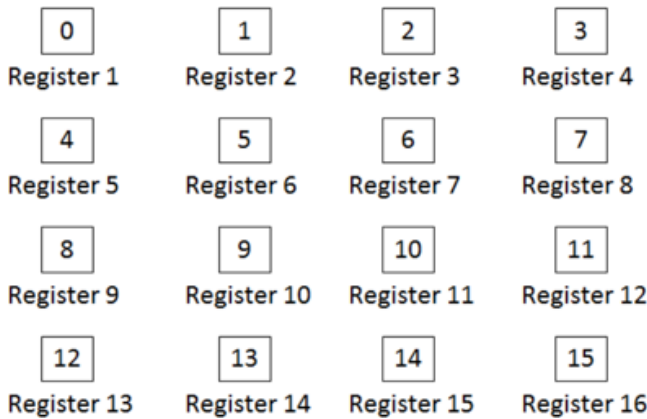 0 1 2 3
Register 1 Register 2 Register 3 Register 4
4 5 6 7
Register 5 Register 6 Register 7 Register 8
8 9 10 11
Register 9 Register 10 Register 11 Register 12
12 13 14 15
Register 13 Register 14 Register 15 Register 16